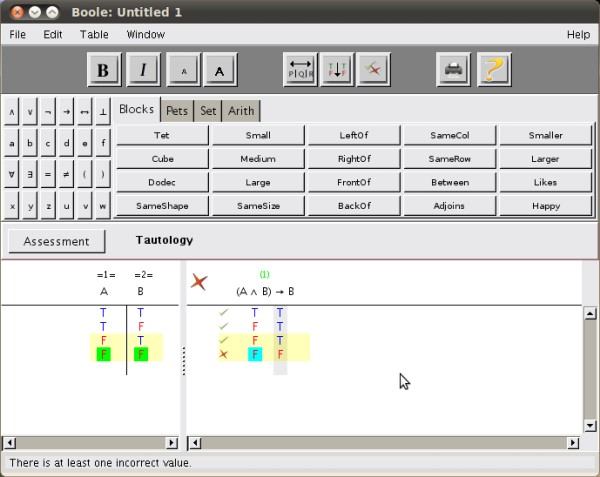 Boole: Untitled 1
File Edit Table Window Help
B I A A P|Q|R T T F F ?
∧ ∨ ¬ → ↔ ⊥ Blocks Pets Set Arith
a b c d e f Tet Small LeftOf SameCol Smaller
Cube Medium RightOf SameRow Larger
∀ ∃ = ≠ ( ) Dodec Large FrontOf Between Likes
x y z u v w SameShape SameSize BackOf Adjoins Happy
Assessment Tautology
=1= =2= (1)
A B (A ∧ B) → B
T T T T
T F F T
F T F T
F F F F
There is at least one incorrect value.